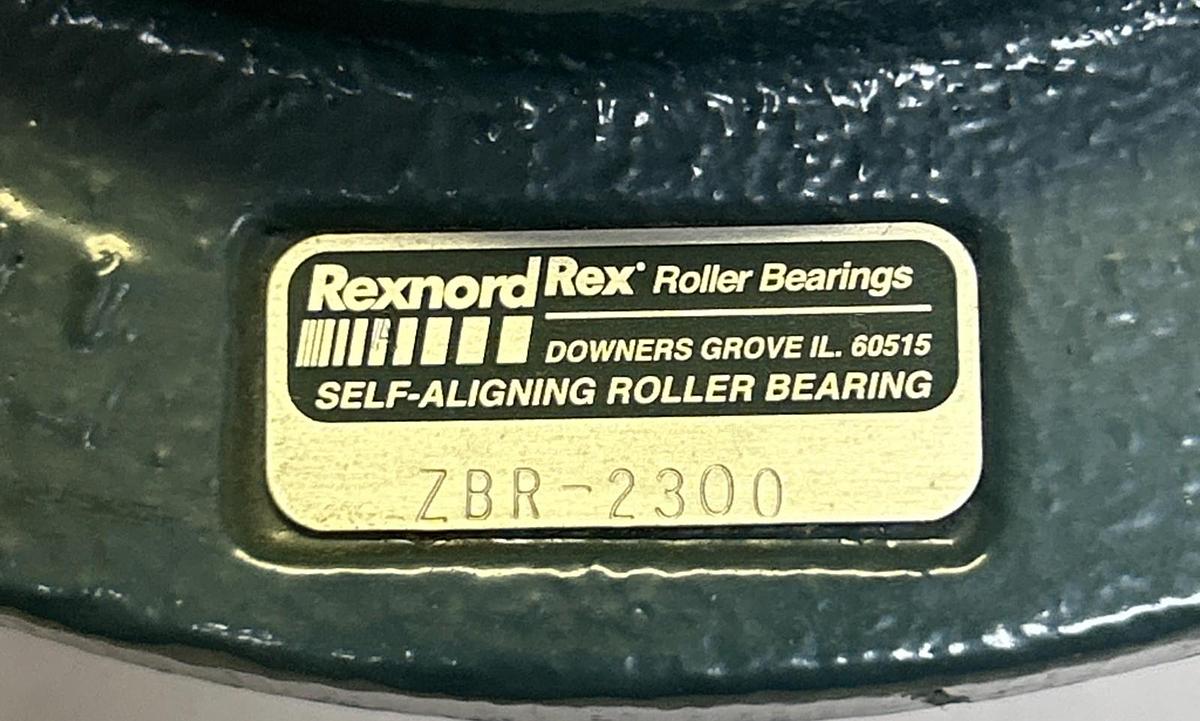 Rexnord Rex® Roller Bearings
DOWNERS GROVE IL. 60515
SELF-ALIGNING ROLLER BEARING
ZBR-2300